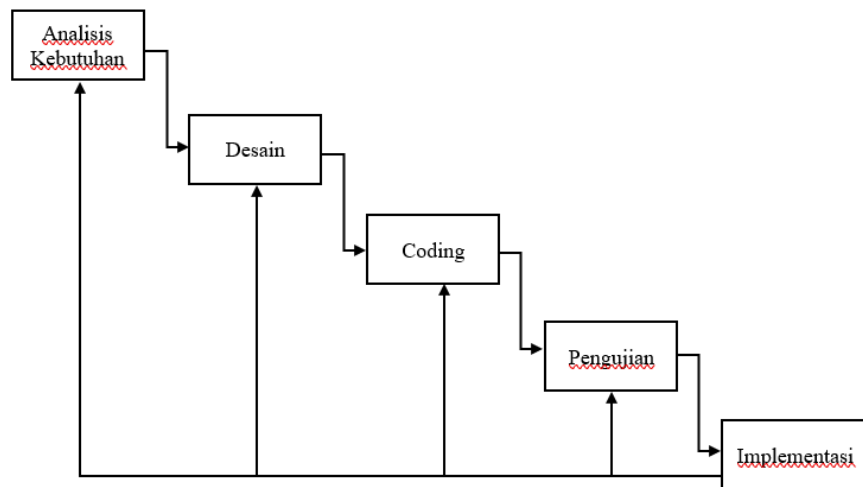 Analisis
Kebutuhan
Desain
Coding
Pengujian
Implementasi